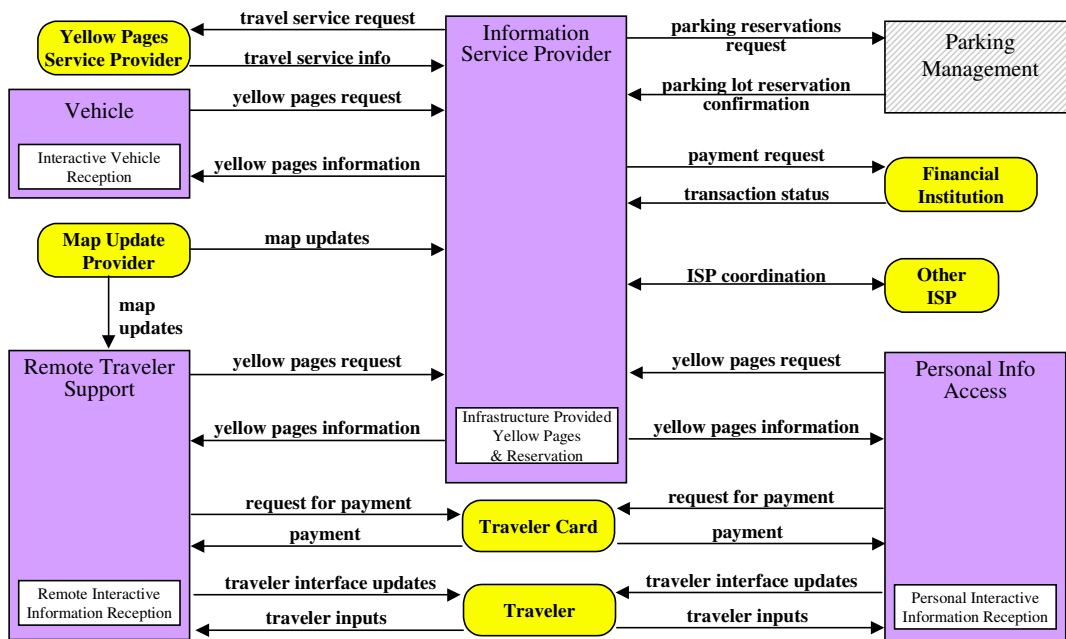 travel service request
Yellow Pages
Service Provider
travel service info
Information
Service Provider
parking reservations
request
parking lot reservation
confirmation
Parking
Management
Vehicle
Interactive Vehicle
Reception
yellow pages request
yellow pages information
payment request
transaction status
Financial
Institution
Map Update
Provider
map updates
map
updates
ISP coordination
Other
ISP
Remote Traveler
Support
yellow pages request
yellow pages information
Infrastructure Provided
Yellow Pages
& Reservation
yellow pages request
yellow pages information
Personal Info
Access
request for payment
payment
Traveler Card
request for payment
payment
Remote Interactive
Information Reception
traveler interface updates
traveler inputs
Traveler
traveler interface updates
traveler inputs
Personal Interactive
Information Reception